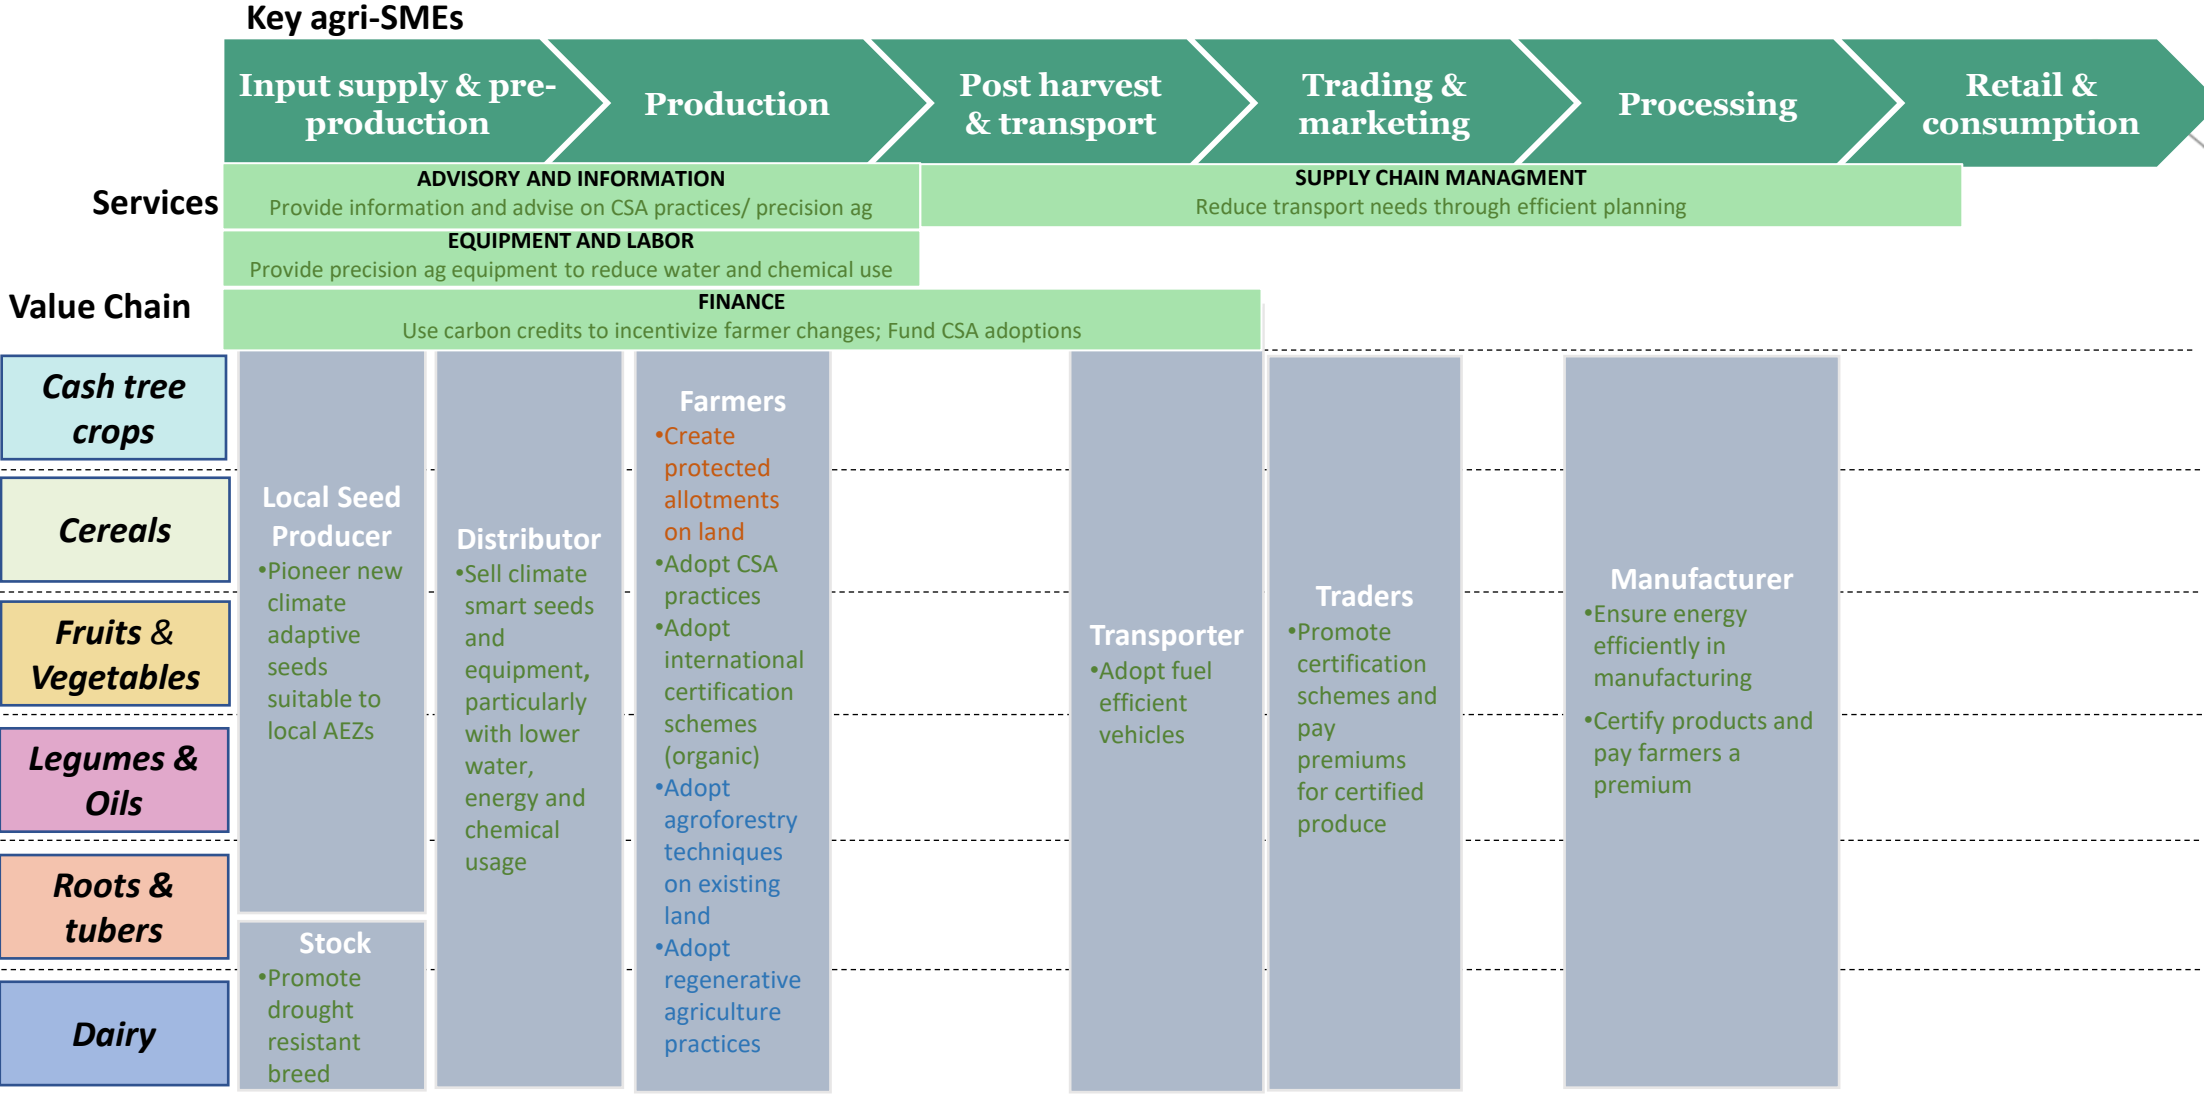 Key agri-SMEs
Input supply & pre-
production
Production
Post harvest
& transport
Trading &
marketing
Processing
Retail &
consumption
Services
ADVISORY AND INFORMATION
Provide information and advise on CSA practices/ precision ag
SUPPLY CHAIN MANAGMENT
Reduce transport needs through efficient planning
EQUIPMENT AND LABOR
Provide precision ag equipment to reduce water and chemical use
Value Chain
FINANCE
Use carbon credits to incentivize farmer changes; Fund CSA adoptions
Cash tree
crops
Cereals
Fruits &
Vegetables
Legumes &
Oils
Roots &
tubers
Dairy
Local Seed
Producer
•Pioneer new
climate
adaptive
seeds
suitable to
local AEZs
Stock
•Promote
drought
resistant
breed
Distributor
•Sell climate
smart seeds
and
equipment,
particularly
with lower
water,
energy and
chemical
usage
Farmers
•Create
protected
allotments
on land
•Adopt CSA
practices
•Adopt
international
certification
schemes
(organic)
•Adopt
agroforestry
techniques
on existing
land
•Adopt
regenerative
agriculture
practices
Transporter
•Adopt fuel
efficient
vehicles
Traders
•Promote
certification
schemes and
pay
premiums
for certified
produce
Manufacturer
•Ensure energy
efficiently in
manufacturing
•Certify products and
pay farmers a
premium